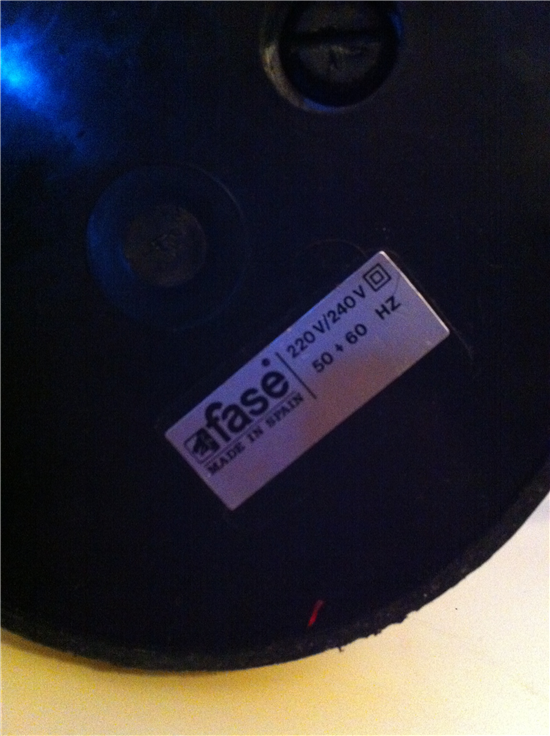 fase
MADE IN SPAIN
220 V/240 V
50 + 60 HZ